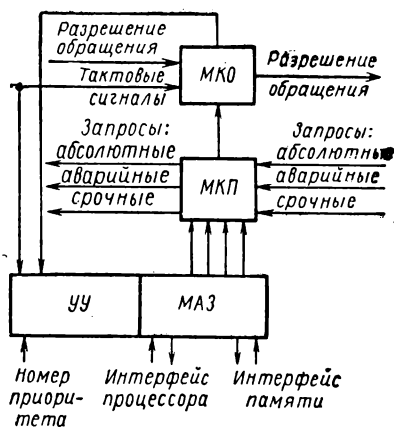 Разрешение
обращения
Тактовые
сигналы
МКО
Разрешение
обращения
Запросы:
абсолютные
аварийные
срочные
МКП
Запросы:
абсолютные
аварийные
срочные
УУ
МАЗ
Номер
приори-
тета
Интерфейс
процессора
Интерфейс
памяти